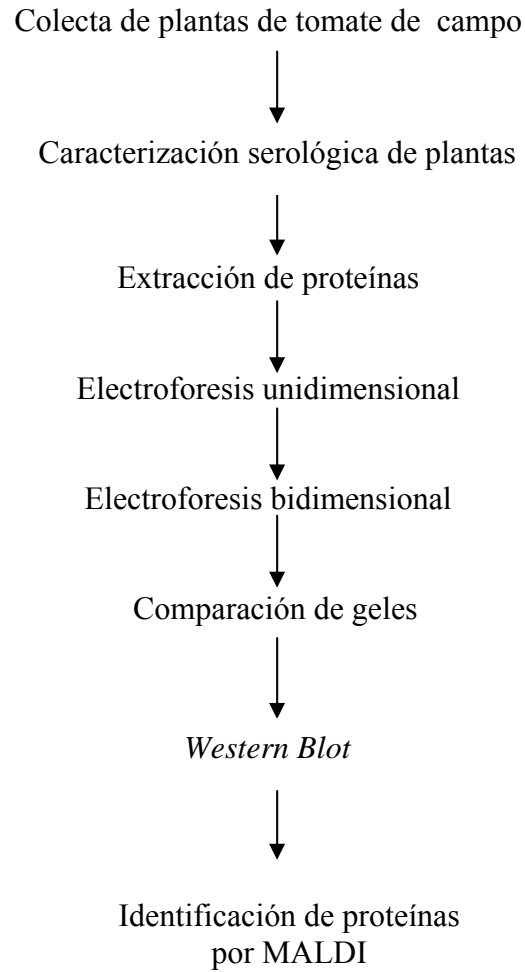 Colecta de plantas de tomate de campo
Caracterización serológica de plantas
Extracción de proteínas
Electroforesis unidimensional
Electroforesis bidimensional
Comparación de geles
Western Blot
Identificación de proteínas
por MALDI